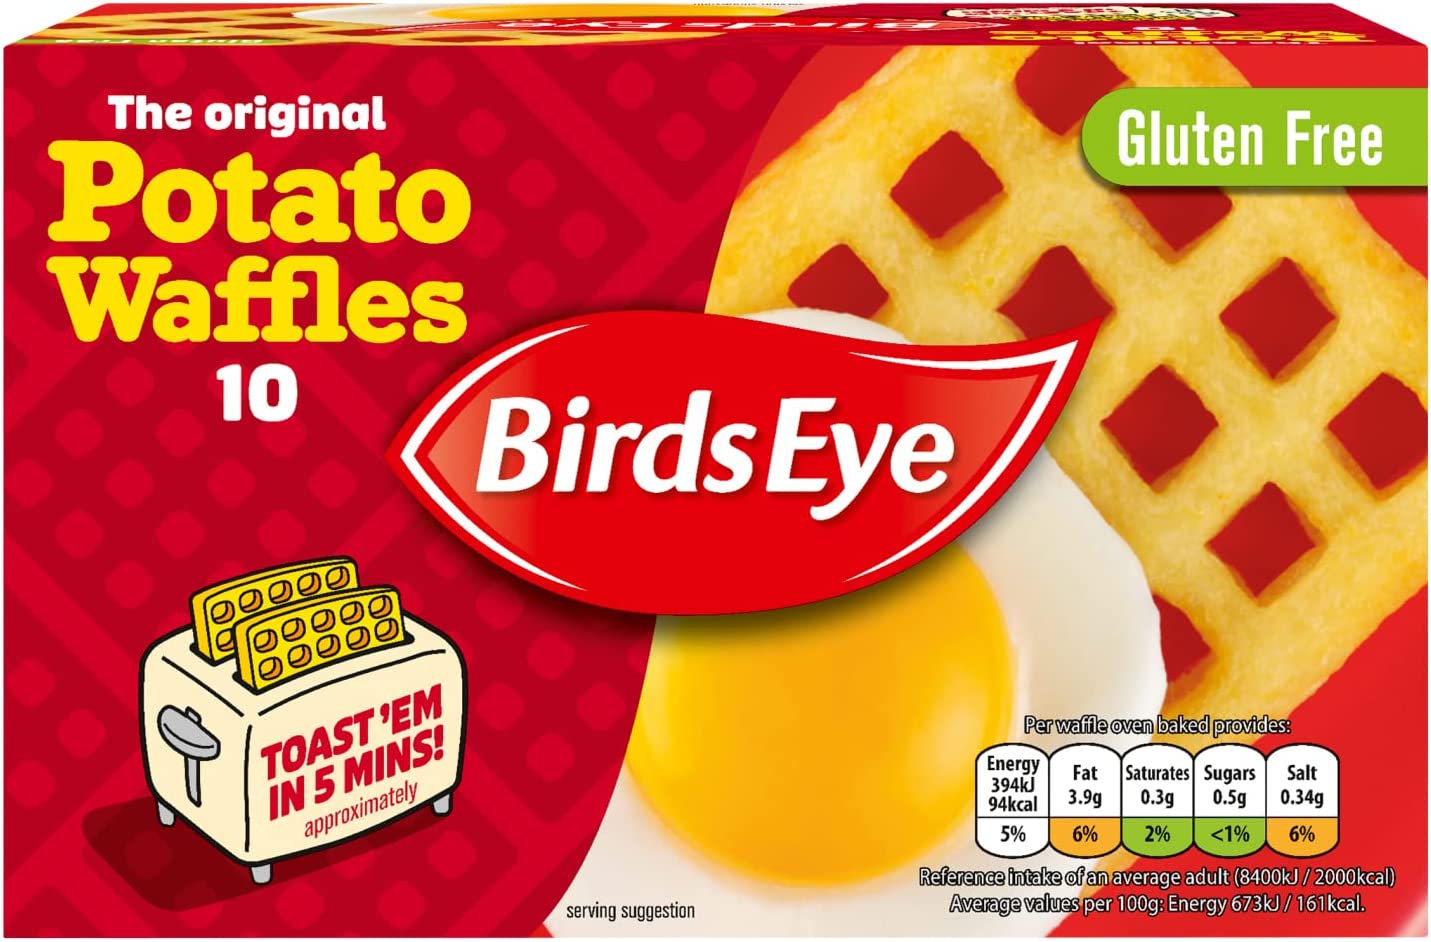 The original
Potato
Waffles
10
Gluten Free
BirdsEye
TOAST 'EM
IN 5 MINS!
approximately
serving suggestion
Per waffle oven baked provides:
Energy
394kJ
94kcal
5%
Fat
3.9g
6%
Saturates
0.3g
2%
Sugars
0.5g
<1%
Salt
0.34g
6%
Reference intake of an average adult (8400kJ / 2000kcal)
Average values per 100g: Energy 673kJ / 161kcal.